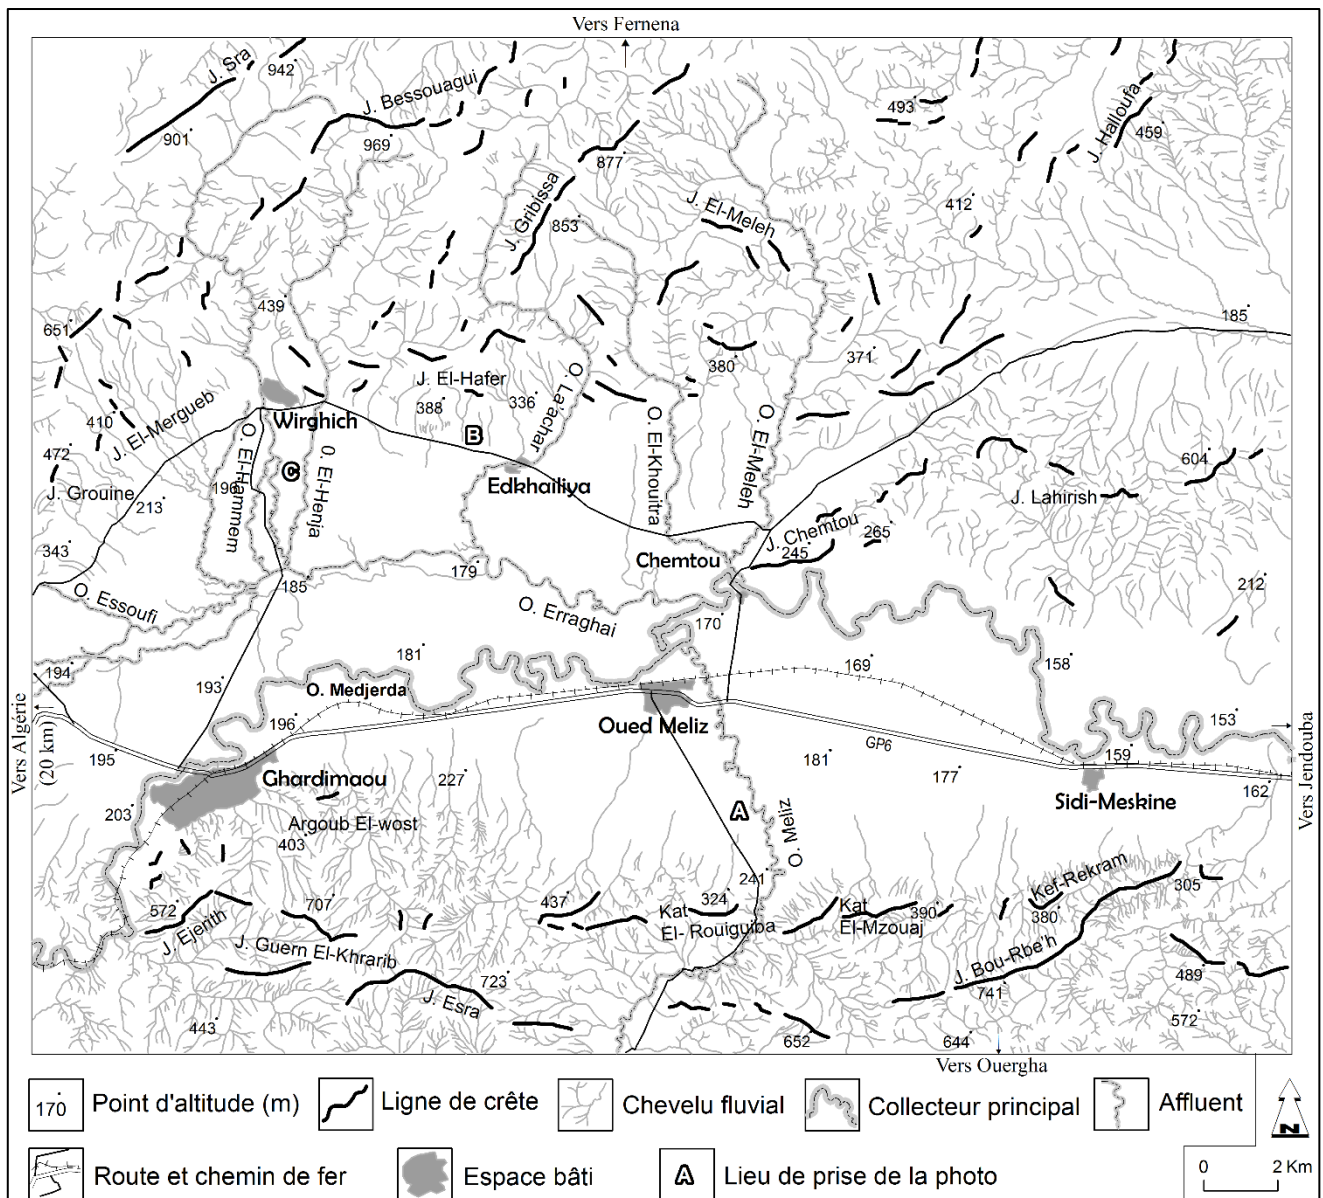 Vers Fernena
J. Sra
942
J. Bessouagui
901
969
877
493
J. Halloufa
459
J. Gribissa
853
J. El-Meleh
412
439
651
185
380
371
J. El-Hafer
336
388
O. La'achar
410
J. El-Mergueb
Wirghich
B
472
J. Grouine
213
O. El-Hammem
196
C
O. El-Henja
Edkhailiya
O. El-Khouitra
O. El-Meleh
604
J. Lahirish
J. Chemtou
245
265
343
Chemtou
O. Essoufi
185
179
O. Erraghai
170
212
194
193
181
O. Medjerda
169
158
153
196
Oued Meliz
GP6
Vers Algérie
(20 km)
195
Ghardimaou
227
181
177
159
Sidi-Meskine
162
Vers Jendouba
203
Argoub El-wost
403
A
O. Meliz
241
572
J. Ejerith
707
J. Guern El-Khrarib
437
324
Kat
El- Rouiguiba
Kat
El-Mzouaj
390
Kef-Rekram
380
305
J. Esra
723
J. Bou-Rbe'h
741
489
443
652
644
572
Vers Ouergha
170 Point d'altitude (m)
Ligne de crête
Chevelu fluvial
Collecteur principal
Affluent
N
Route et chemin de fer
Espace bâti
A Lieu de prise de la photo
0 2 Km